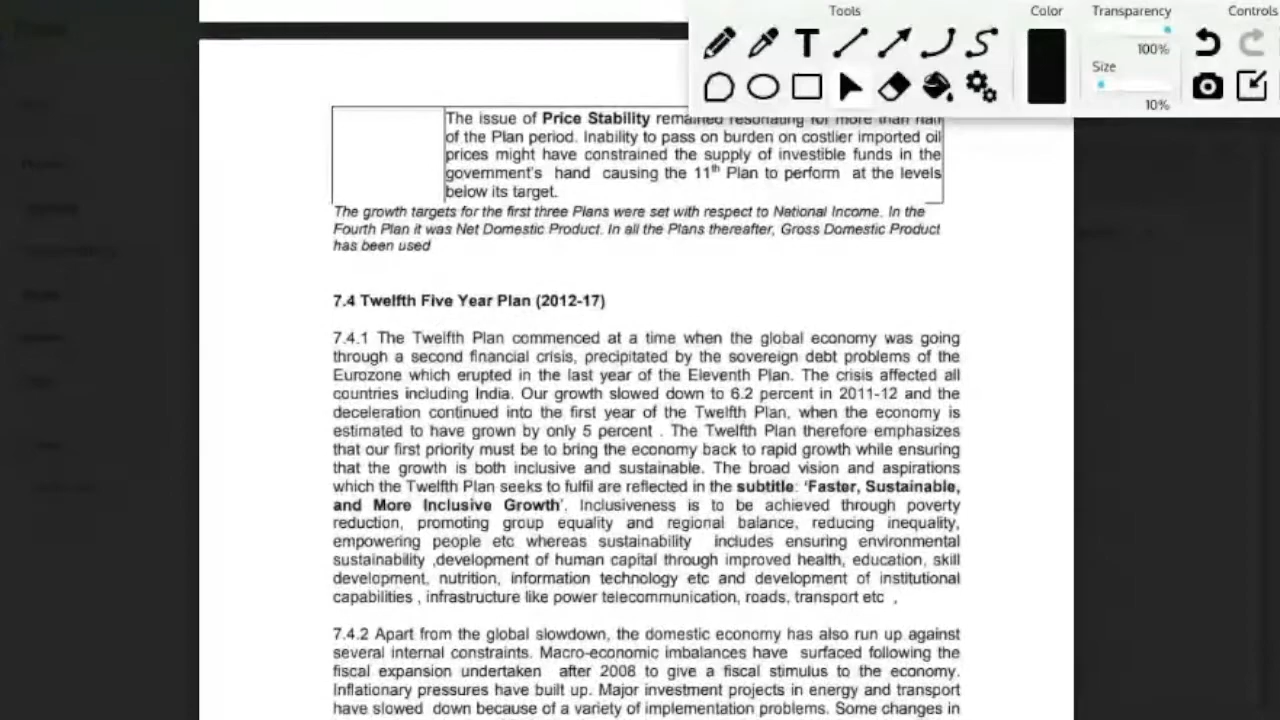 Tools
Color
Transparency
Controls
100%
Size
10%
The issue of Price Stability remained resonating for more than half
of the Plan period. Inability to pass on burden on costlier imported oil
prices might have constrained the supply of investible funds in the
government's hand causing the 11th Plan to perform at the levels
below its target.
The growth targets for the first three Plans were set with respect to National Income. In the
Fourth Plan it was Net Domestic Product. In all the Plans thereafter, Gross Domestic Product
has been used
7.4 Twelfth Five Year Plan (2012-17)
7.4.1 The Twelfth Plan commenced at a time when the global economy was going
through a second financial crisis, precipitated by the sovereign debt problems of the
Eurozone which erupted in the last year of the Eleventh Plan. The crisis affected all
countries including India. Our growth slowed down to 6.2 percent in 2011-12 and the
deceleration continued into the first year of the Twelfth Plan, when the economy is
estimated to have grown by only 5 percent . The Twelfth Plan therefore emphasizes
that our first priority must be to bring the economy back to rapid growth while ensuring
that the growth is both inclusive and sustainable. The broad vision and aspirations
which the Twelfth Plan seeks to fulfil are reflected in the subtitle: 'Faster, Sustainable,
and More Inclusive Growth'. Inclusiveness is to be achieved through poverty
reduction, promoting group equality and regional balance, reducing inequality,
empowering people etc whereas sustainability includes ensuring environmental
sustainability ,development of human capital through improved health, education, skill
development, nutrition, information technology etc and development of institutional
capabilities , infrastructure like power telecommunication, roads, transport etc ,
7.4.2 Apart from the global slowdown, the domestic economy has also run up against
several internal constraints. Macro-economic imbalances have surfaced following the
fiscal expansion undertaken after 2008 to give a fiscal stimulus to the economy.
Inflationary pressures have built up. Major investment projects in energy and transport
have slowed down because of a variety of implementation problems. Some changes in